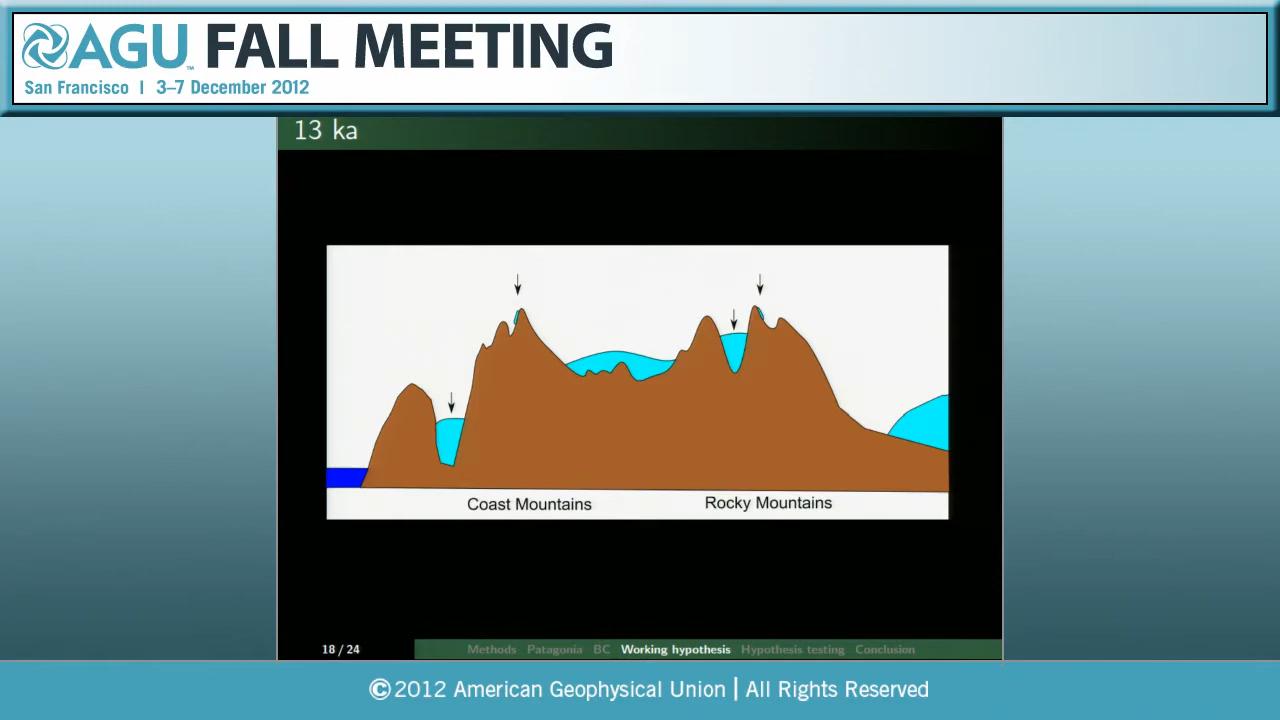 AGU™ FALL MEETING
San Francisco | 3–7 December 2012
13 ka
Coast Mountains Rocky Mountains
18 / 24 Methods Patagonia BC Working hypothesis Hypothesis testing Conclusion
©2012 American Geophysical Union | All Rights Reserved